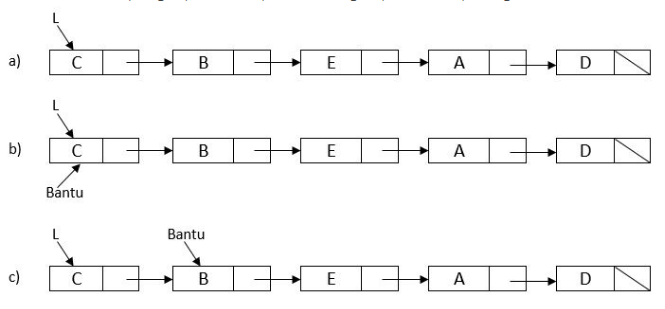 L
a) C B E A D
L
b) C B E A D
Bantu
L Bantu
c) C B E A D